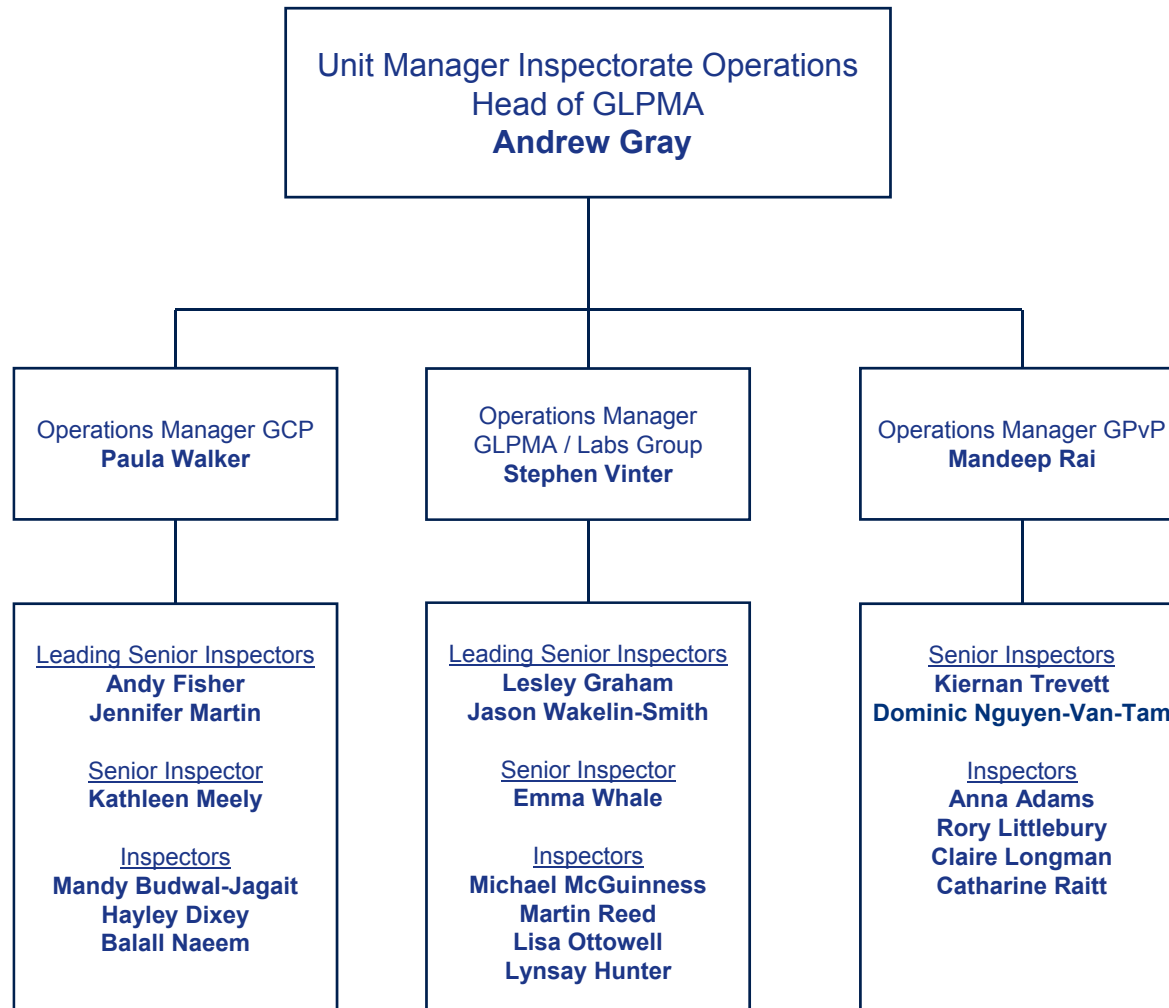 Unit Manager Inspectorate Operations
Head of GLPMA
Andrew Gray
Operations Manager GCP
Paula Walker
Operations Manager
GLPMA / Labs Group
Stephen Vinter
Operations Manager GPvP
Mandeep Rai
Leading Senior Inspectors
Andy Fisher
Jennifer Martin
Senior Inspector
Kathleen Meely
Inspectors
Mandy Budwal-Jagait
Hayley Dixey
Balall Naeem
Leading Senior Inspectors
Lesley Graham
Jason Wakelin-Smith
Senior Inspector
Emma Whale
Inspectors
Michael McGuinness
Martin Reed
Lisa Ottowell
Lynsay Hunter
Senior Inspectors
Kiernan Trevett
Dominic Nguyen-Van-Tam
Inspectors
Anna Adams
Rory Littlebury
Claire Longman
Catharine Raitt